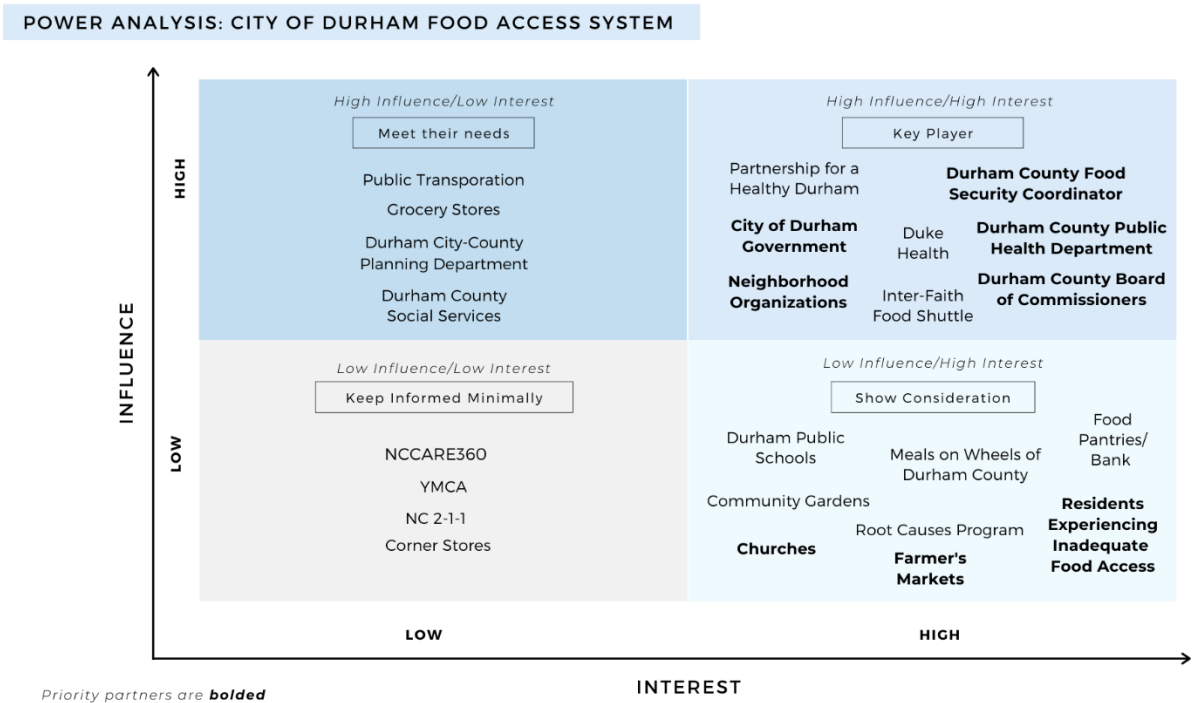 POWER ANALYSIS: CITY OF DURHAM FOOD ACCESS SYSTEM
INFLUENCE
HIGH
LOW
High Influence/Low Interest
Meet their needs
Public Transporation
Grocery Stores
Durham City-County
Planning Department
Durham County
Social Services
High Influence/High Interest
Key Player
Partnership for a
Healthy Durham
Durham County Food
Security Coordinator
City of Durham
Government
Duke
Health
Durham County Public
Health Department
Neighborhood
Organizations
Inter-Faith
Food Shuttle
Durham County Board
of Commissioners
Low Influence/Low Interest
Keep Informed Minimally
NCCARE360
YMCA
NC 2-1-1
Corner Stores
Low Influence/High Interest
Show Consideration
Durham Public
Schools
Meals on Wheels of
Durham County
Food
Pantries/
Bank
Community Gardens
Root Causes Program
Residents
Experiencing
Inadequate
Food Access
Churches
Farmer's
Markets
LOW
HIGH
INTEREST
Priority partners are bolded